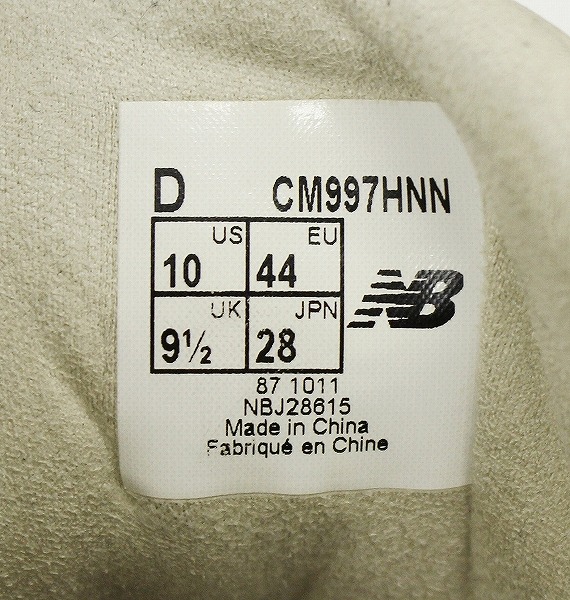 D CM997HNN
US EU
10 44
UK JPN
9½ 28
NB
87 1011
NBJ28615
Made in China
Fabriqué en Chine